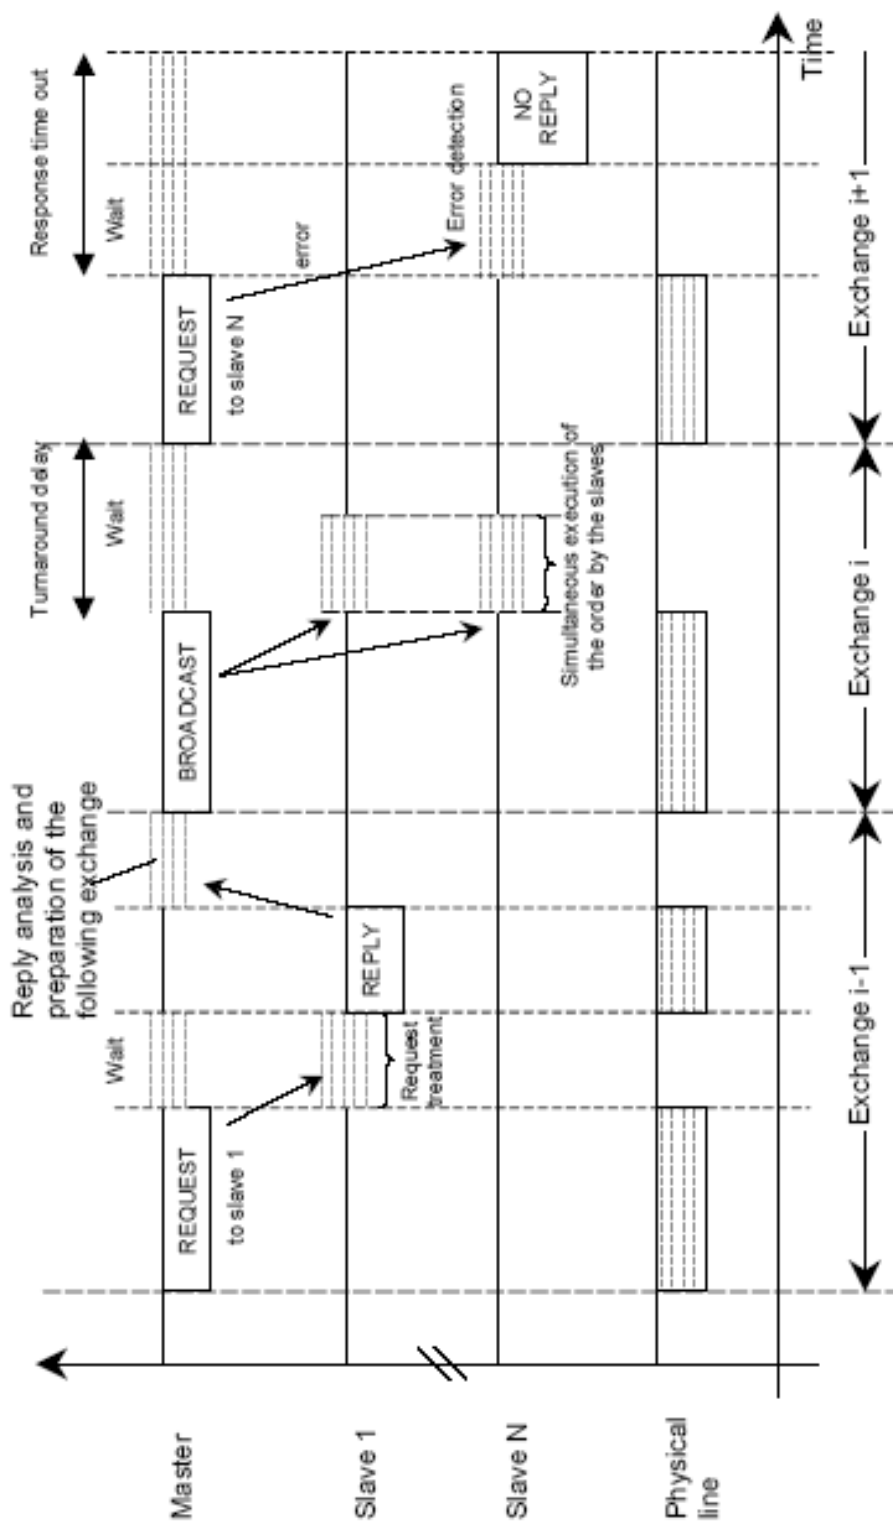 Reply analysis and
preparation of the
following exchange
Turnaround delay
Response time out
Wait
Wait
Wait
Master
REQUEST
BROADCAST
REQUEST
to slave 1
to slave N
error
Slave 1
REPLY
Request
treatment
Error detection
Slave N
NO
REPLY
Simultaneous execution of
the order by the slaves
Physical
line
Time
Exchange i-1
Exchange i
Exchange i+1